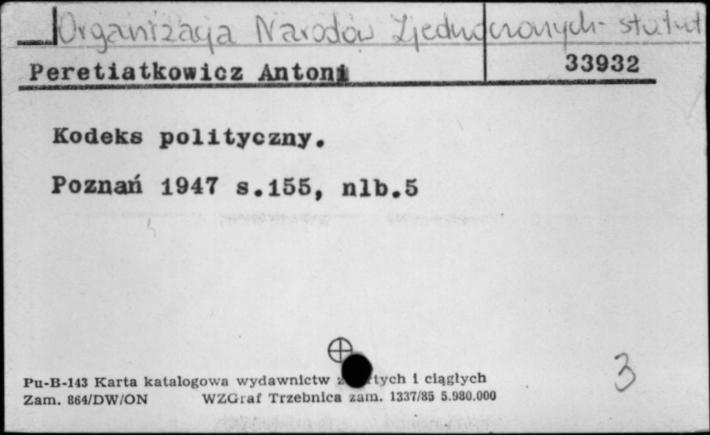 Organizacja Narodów Zjednoczonych - statut
Peretiatkowicz Antoni 33932
Kodeks polityczny.
Poznań 1947 s.155, nlb.5
3
Pu-B-143 Karta katalogowa wydawnictw i ciągłych
Zam. 864/DW/ON WZGraf Trzebnica zam. 1337/85 5.980.000